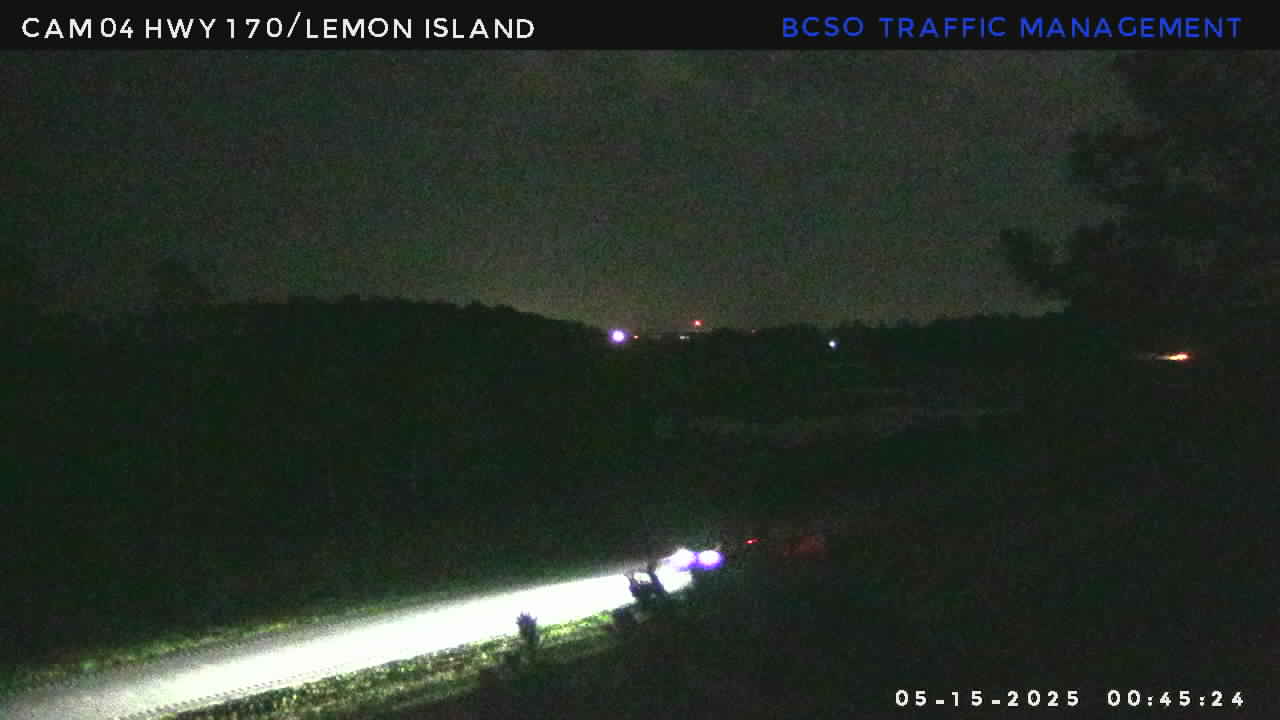 CAM04 HWY 170/LEMON ISLAND
BCSO TRAFFIC MANAGEMENT
05-15-2025 00:45:24